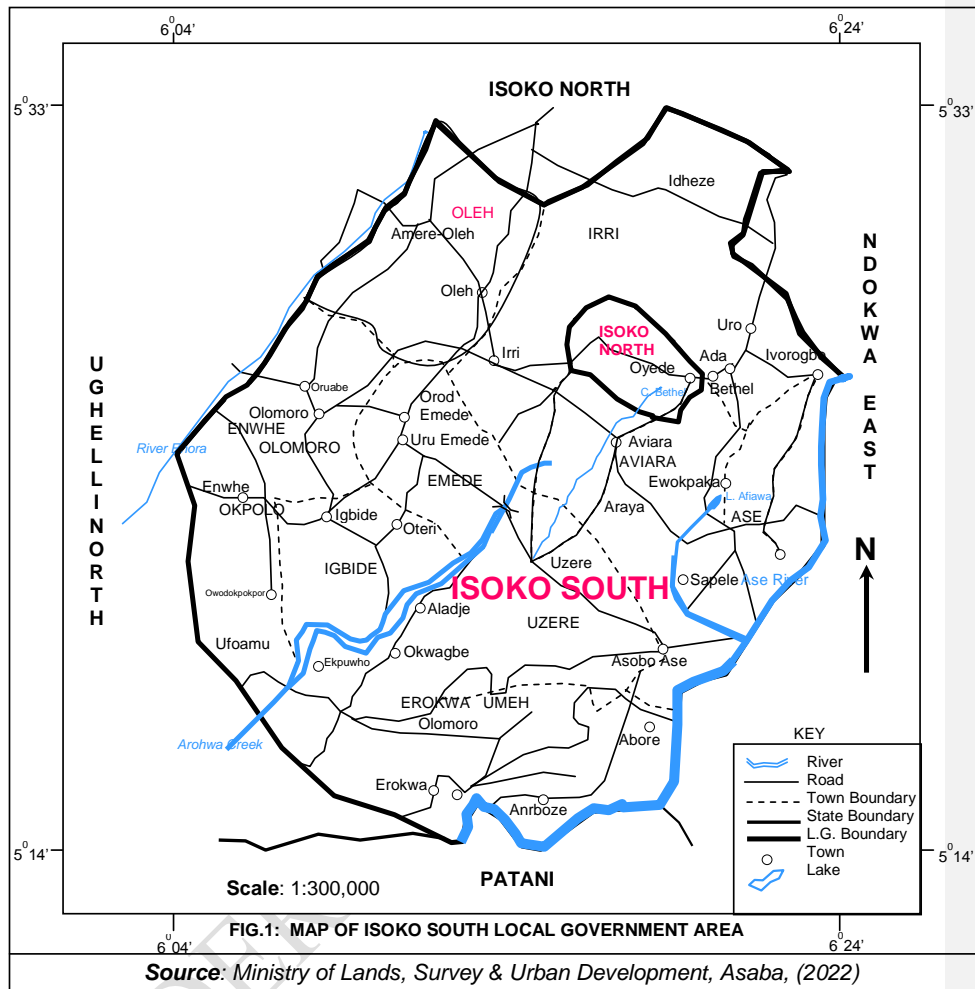 6°04'
6°24'
5°33'
5°33'
ISOKO NORTH
Idheze
OLEH
Amere-Oleh
IRRI
NDOKWA EAST
UGHELLI NORTH
Oleh
Uro
ISOKO
NORTH
Irri
Ada
Ivorogbo
Oyede
Bethel
C. Bethel
Oruabe
Orod
Emede
Olomoro
ENWHE
OLOMORO
Uru Emede
Aviara
AVIARA
River Enora
EMEDE
Ewokpaka
Enwhe
OKPOLO
L. Afiawa
Araya
ASE
Igbide
Oteri
N
IGBIDE
Uzere
ISOKO SOUTH
Sapele
Ase River
Owodokpokpor
Aladje
UZERE
Ufoamu
Okwagbe
Asobo Ase
Ekpuwho
EROKWA
UMEH
Olomoro
Abore
Arohwa Creek
Erokwa
Anrboze
KEY
River
Road
Town Boundary
State Boundary
L.G. Boundary
Town
Lake
5°14'
5°14'
PATANI
Scale: 1:300,000
FIG.1: MAP OF ISOKO SOUTH LOCAL GOVERNMENT AREA
6°04'
6°24'
Source: Ministry of Lands, Survey & Urban Development, Asaba, (2022)